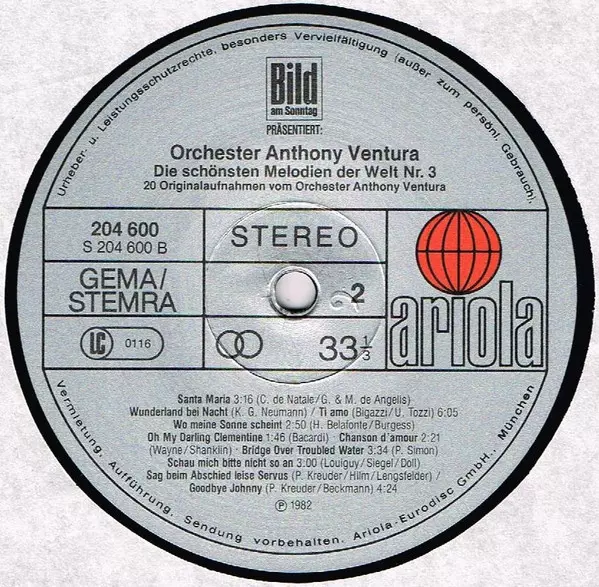 Urheber- u. Leistungsschutzrechte, besonders Vervielfältigung (außer zum persönl. Gebrauch),
Bild
am Sonntag
PRÄSENTIERT:
Orchester Anthony Ventura
Die schönsten Melodien der Welt Nr. 3
20 Originalaufnahmen vom Orchester Anthony Ventura
204 600
S 204 600 B
STEREO
GEMA/
STEMRA
2
ariola
LC 0116
33 1/3
Santa Maria 3:16 (C. de Natale/G. & M. de Angelis)
Wunderland bei Nacht (K. G. Neumann) / Ti amo (Bigazzi/U. Tozzi) 6:05
Wo meine Sonne scheint 2:50 (H. Belafonte/Burgess)
Oh My Darling Clementine 1:46 (Bacardi) · Chanson d'amour 2:21
(Wayne/Shanklin) · Bridge Over Troubled Water 3:34 (P. Simon)
Schau mich bitte nicht so an 3:00 (Louiguy/Siegel/Doll)
Sag beim Abschied leise Servus (P. Kreuder/Hilm/Lengsfelder) /
Goodbye Johnny (P. Kreuder/Beckmann) 4:24
℗ 1982
Vermietung, Aufführung, Sendung vorbehalten. Ariola-Eurodisc GmbH., München